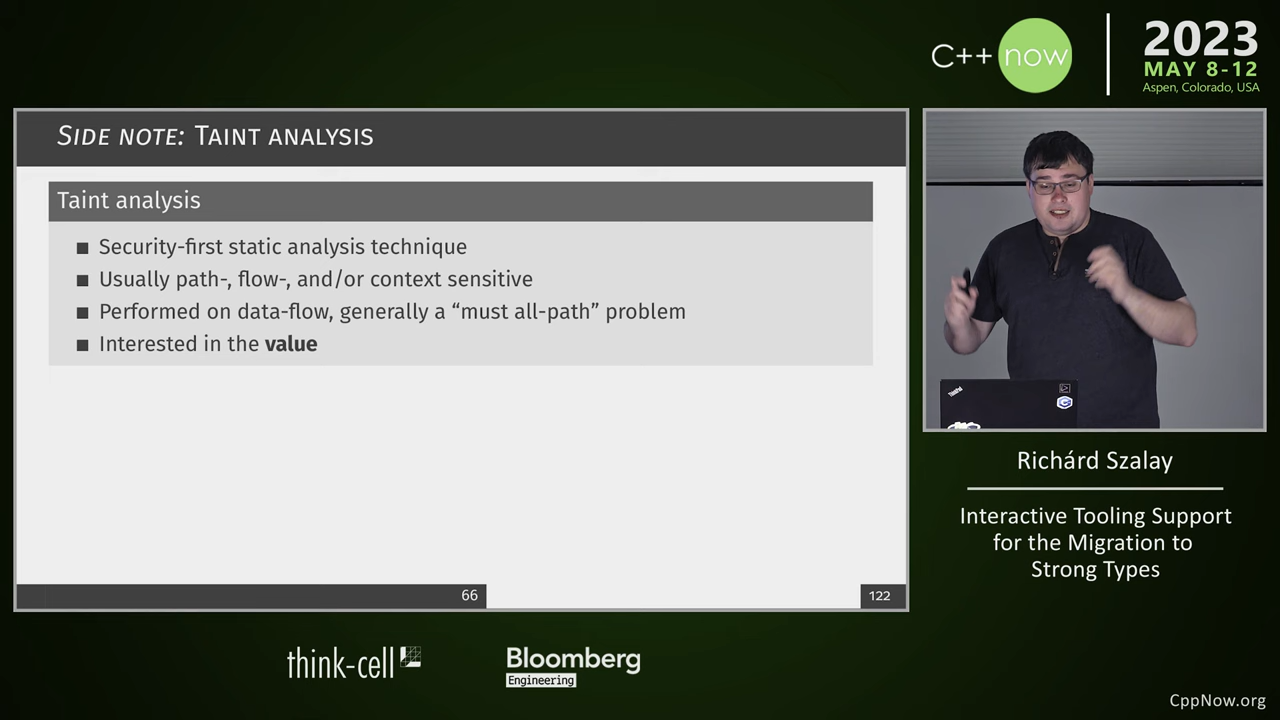 C++ now
2023
MAY 8-12
Aspen, Colorado, USA
SIDE NOTE: TAINT ANALYSIS
Taint analysis
■ Security-first static analysis technique
■ Usually path-, flow-, and/or context sensitive
■ Performed on data-flow, generally a “must all-path” problem
■ Interested in the value
66
122
ThinkPad
Richárd Szalay
Interactive Tooling Support
for the Migration to
Strong Types
think-cell
Bloomberg
Engineering
CppNow.org